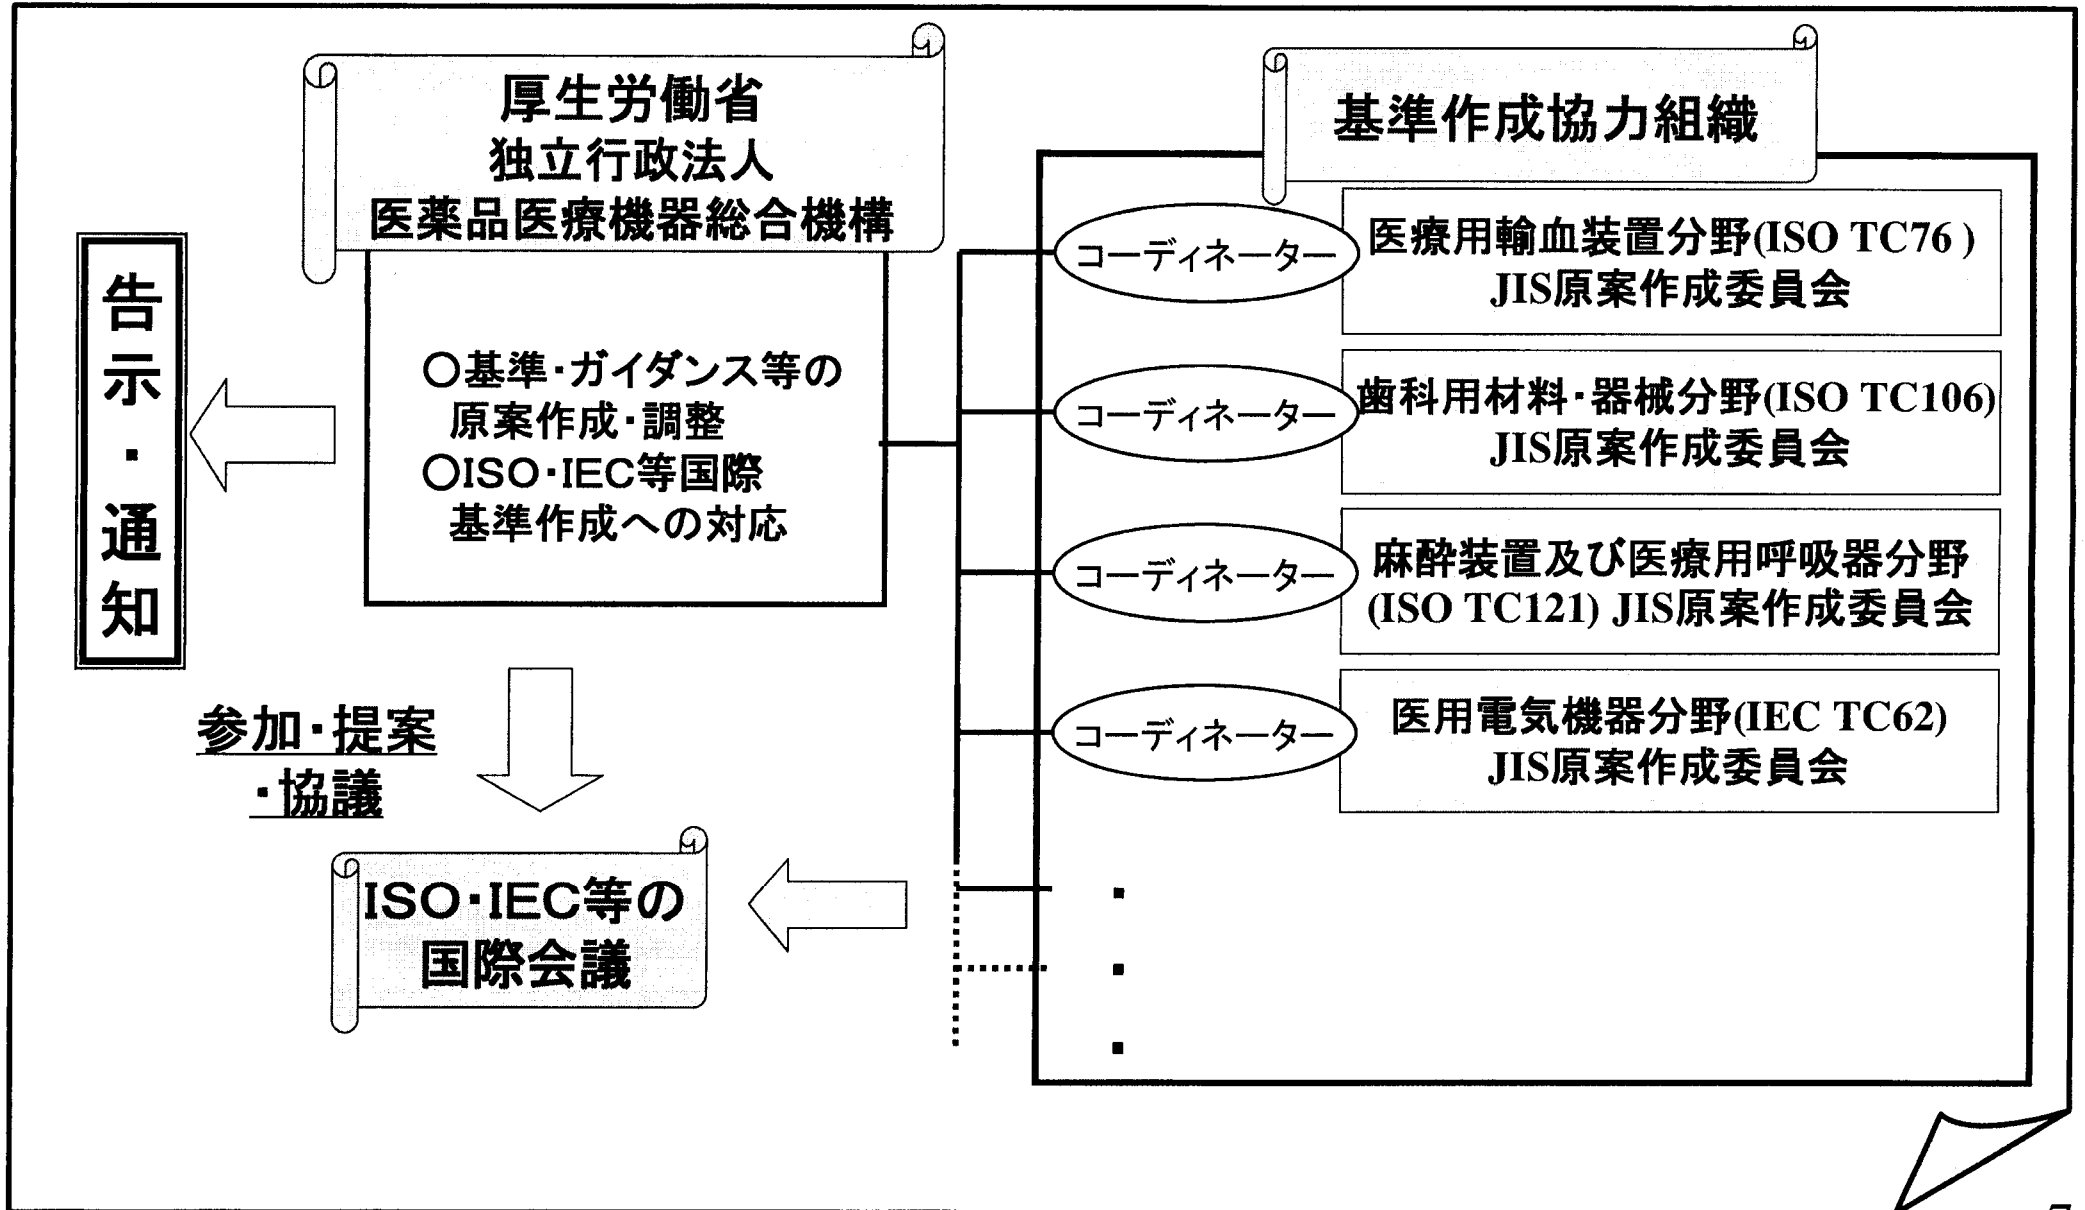 厚生労働省
独立行政法人
医薬品医療機器総合機構
○基準・ガイダンス等の
原案作成・調整
○ISO・IEC等国際
基準作成への対応
告示・通知
参加・提案
・協議
ISO・IEC等の
国際会議
基準作成協力組織
コーディネーター
医療用輸血装置分野(ISO TC76 )
JIS原案作成委員会
コーディネーター
歯科用材料・器械分野(ISO TC106)
JIS原案作成委員会
コーディネーター
麻酔装置及び医療用呼吸器分野
(ISO TC121) JIS原案作成委員会
コーディネーター
医用電気機器分野(IEC TC62)
JIS原案作成委員会
・
・
・